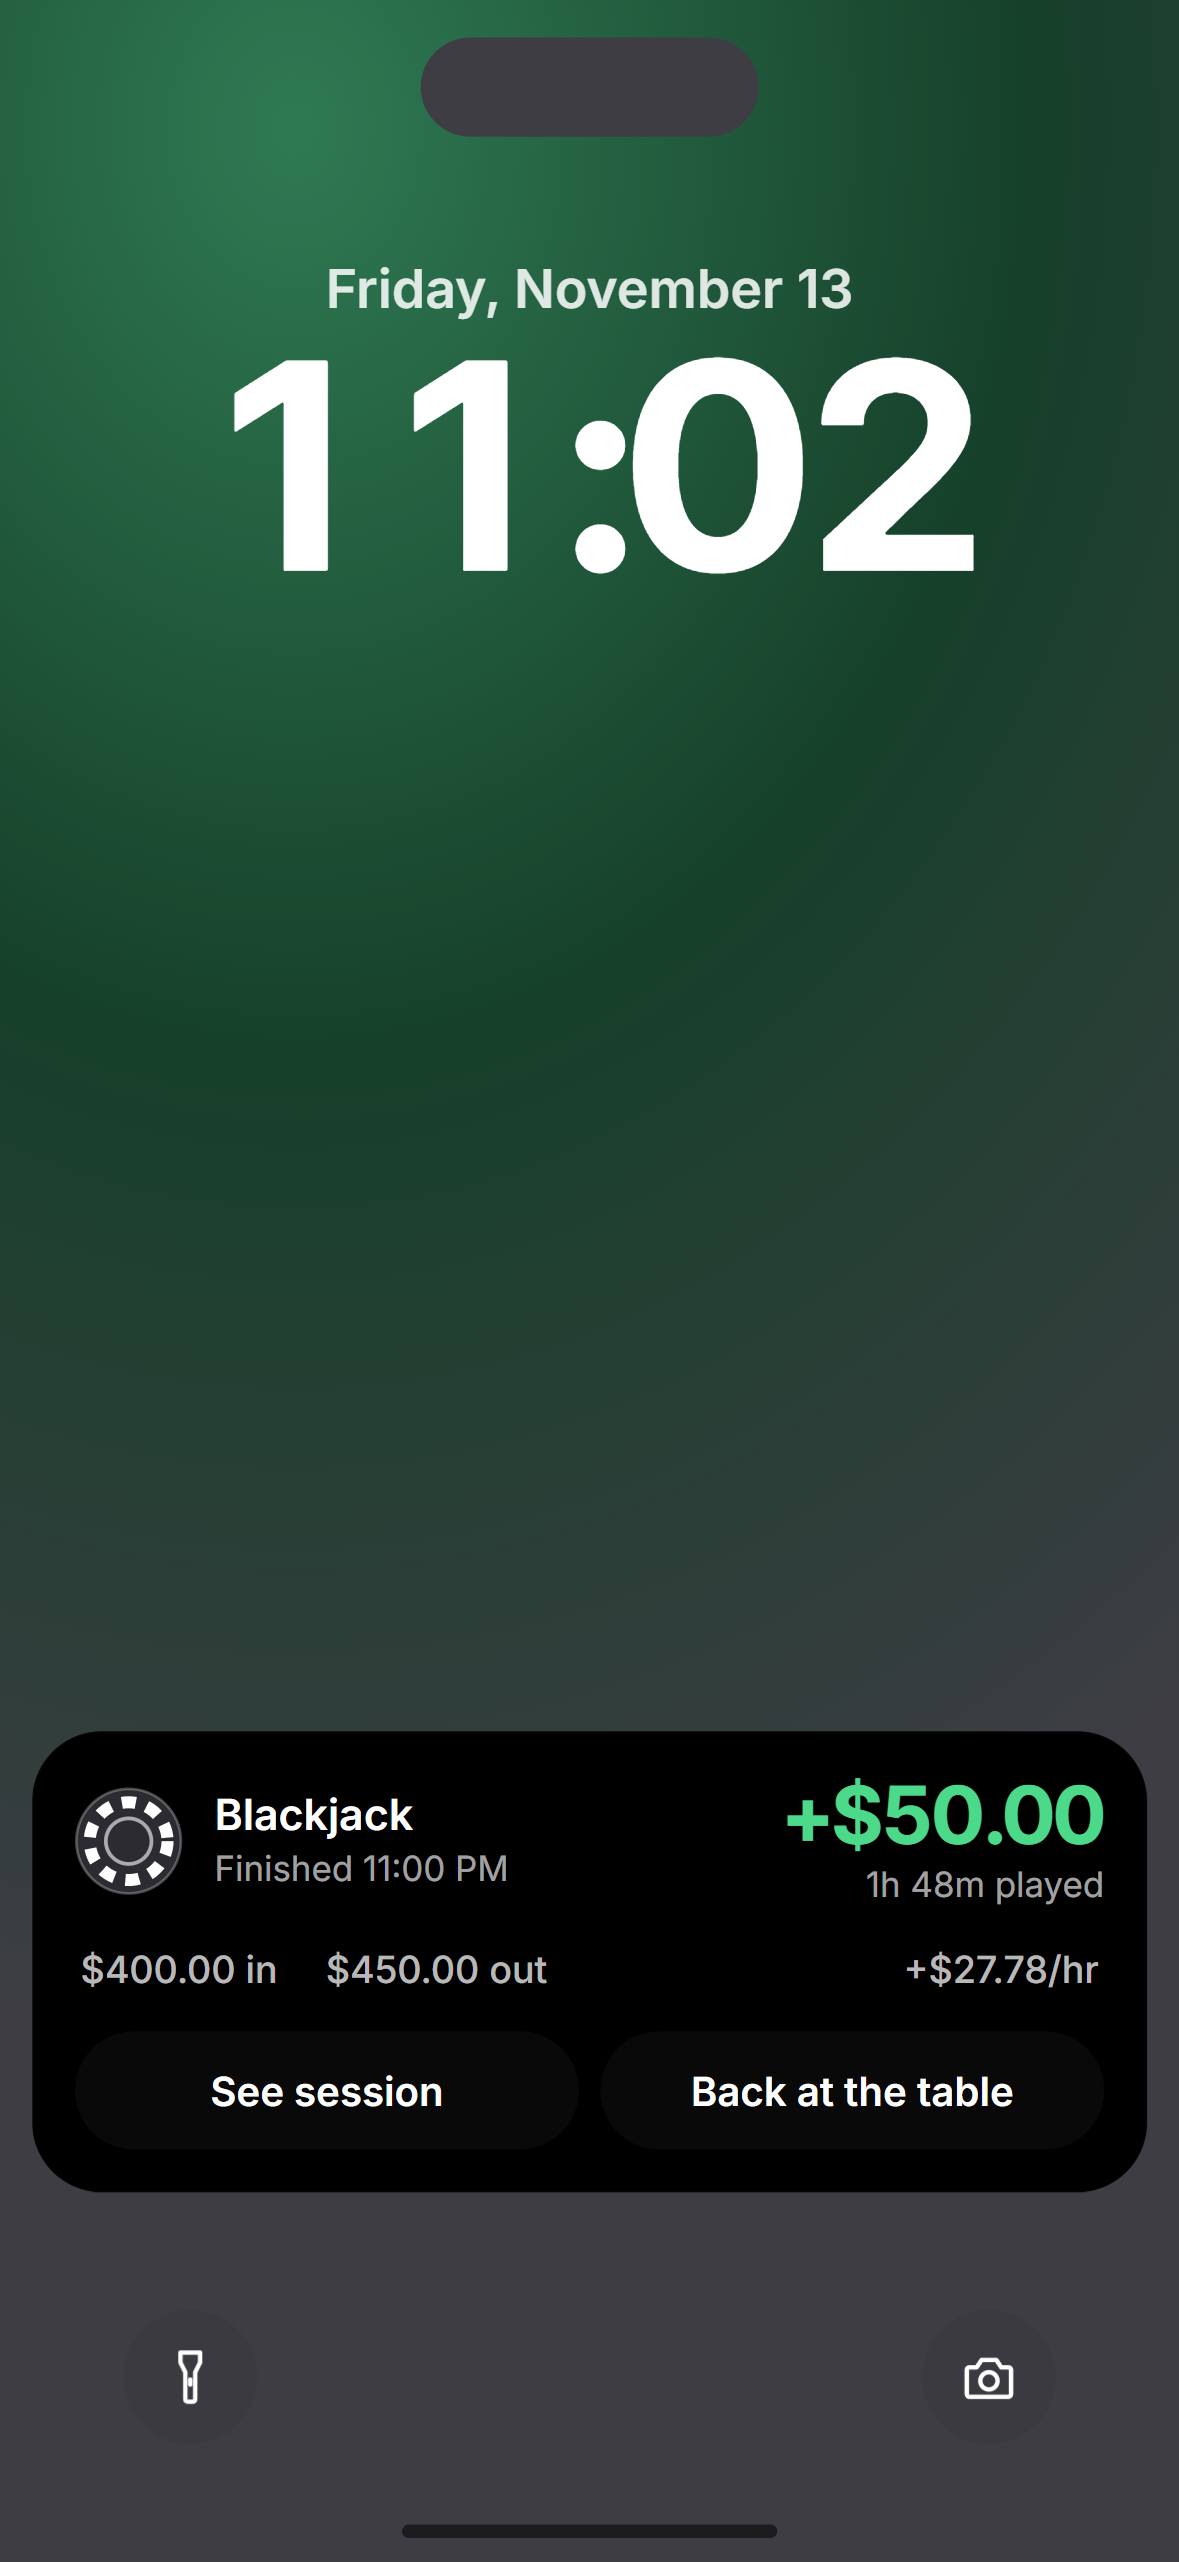 Friday, November 13
11:02
Blackjack
Finished 11:00 PM
+$50.00
1h 48m played
$400.00 in
$450.00 out
+$27.78/hr
See session
Back at the table